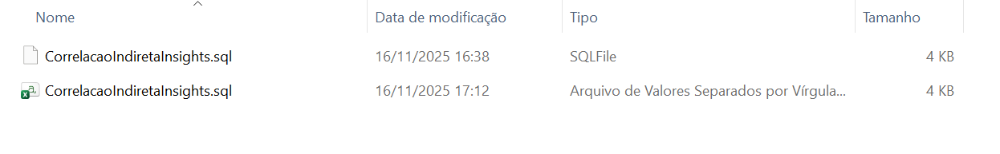 Nome Data de modificação Tipo Tamanho
CorrelacaoIndiretaInsights.sql 16/11/2025 16:38 SQLFile 4 KB
CorrelacaoIndiretaInsights.sql 16/11/2025 17:12 Arquivo de Valores Separados por Vírgula... 4 KB